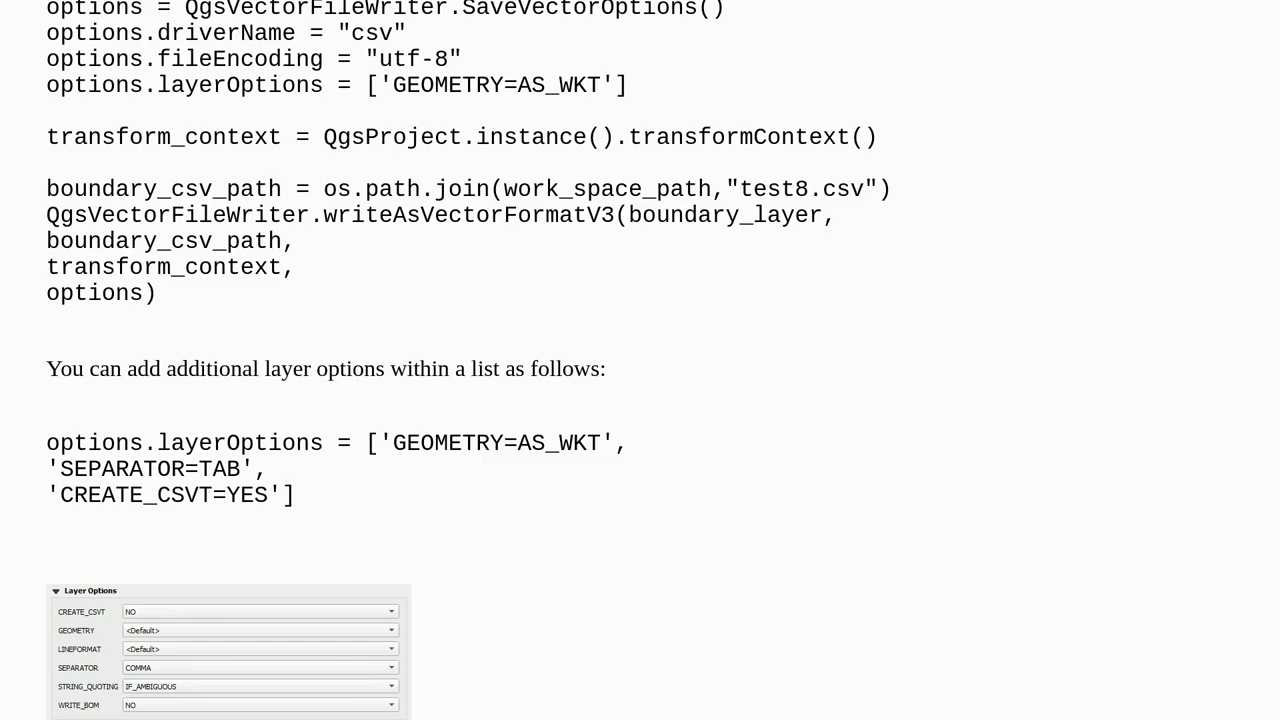 options = QgsVectorFileWriter.SaveVectorOptions()
options.driverName = "csv"
options.fileEncoding = "utf-8"
options.layerOptions = ['GEOMETRY=AS_WKT']
transform_context = QgsProject.instance().transformContext()
boundary_csv_path = os.path.join(work_space_path,"test8.csv")
QgsVectorFileWriter.writeAsVectorFormatV3(boundary_layer,
boundary_csv_path,
transform_context,
options)
You can add additional layer options within a list as follows:
options.layerOptions = ['GEOMETRY=AS_WKT',
'SEPARATOR=TAB',
'CREATE_CSVT=YES']
Layer Options
CREATE_CSVT NO
GEOMETRY <Default>
LINEFORMAT <Default>
SEPARATOR COMMA
STRING_QUOTING IF_AMBIGUOUS
WRITE_BOM NO